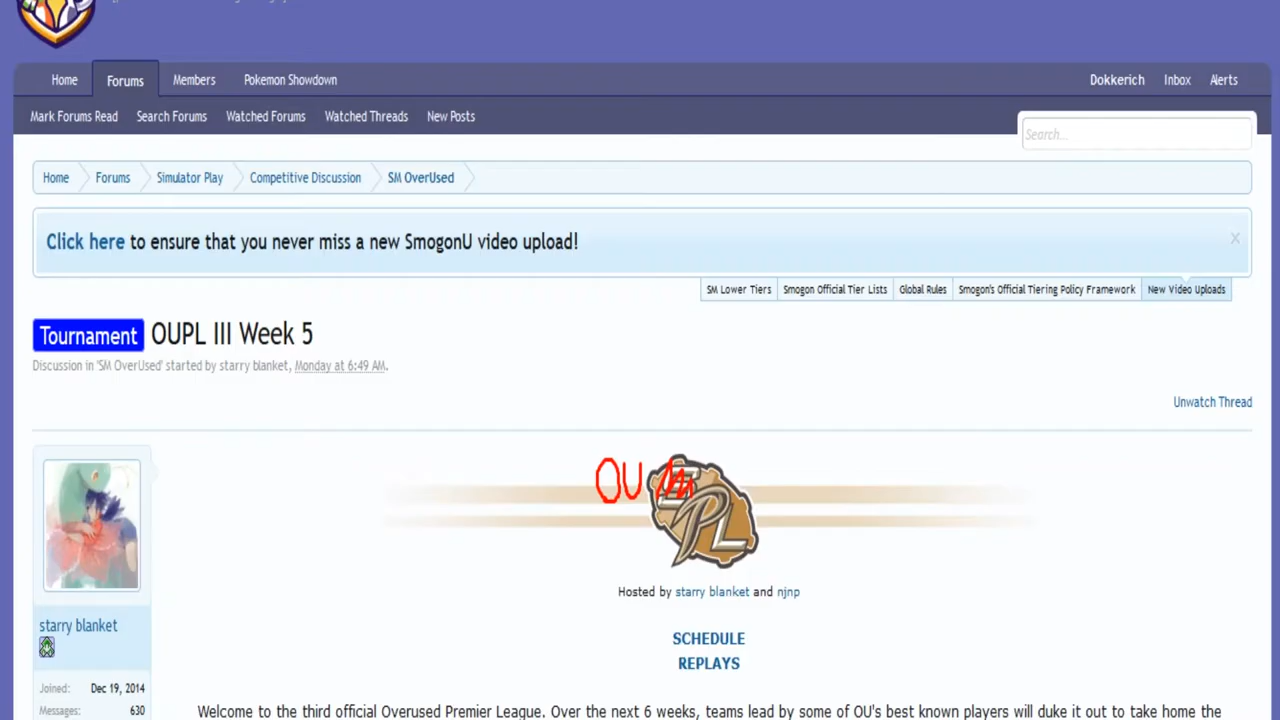 Home Forums Members Pokemon Showdown Dokkerich Inbox Alerts
Mark Forums Read Search Forums Watched Forums Watched Threads New Posts
Search...
Home Forums Simulator Play Competitive Discussion SM OverUsed
Click here to ensure that you never miss a new SmogonU video upload!
SM Lower Tiers Smogon Official Tier Lists Global Rules Smogon's Official Tiering Policy Framework New Video Uploads
Tournament OUPL III Week 5
Discussion in 'SM OverUsed' started by starry blanket, Monday at 6:49 AM.
Unwatch Thread
OU
SPL
Hosted by starry blanket and njnp
SCHEDULE
REPLAYS
starry blanket
Joined: Dec 19, 2014
Messages: 630
Welcome to the third official Overused Premier League. Over the next 6 weeks, teams lead by some of OU's best known players will duke it out to take home the